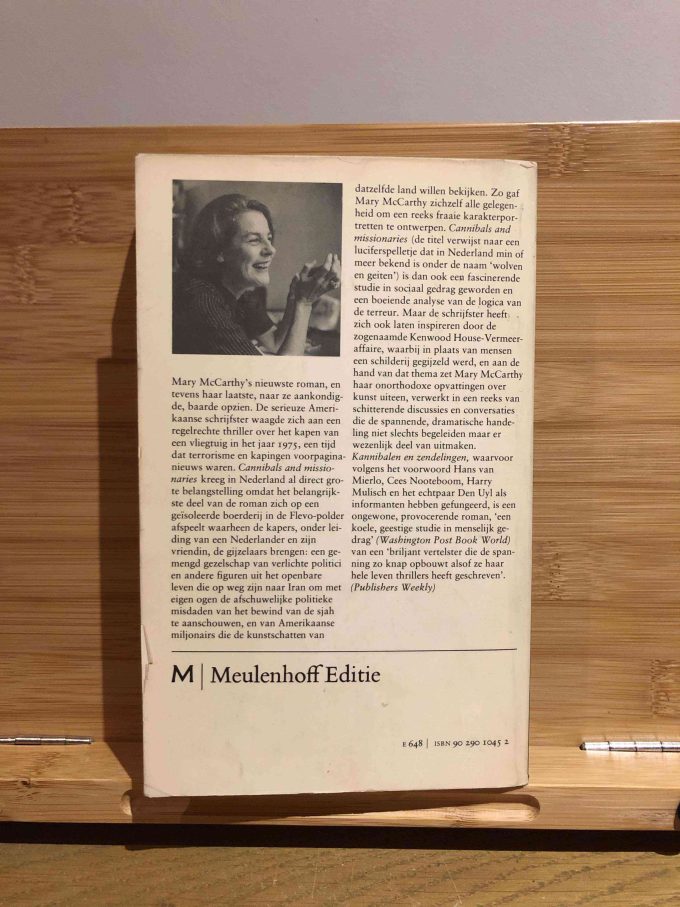 Mary McCarthy's nieuwste roman, en
tevens haar laatste, naar ze aankondig-
de, baarde opzien. De serieuze Ameri-
kaanse schrijfster waagde zich aan een
regelrechte thriller over het kapen van
een vliegtuig in het jaar 1975, een tijd
dat terrorisme en kapingen voorpagina-
nieuws waren. Cannibals and missio-
naries kreeg in Nederland al direct gro-
te belangstelling omdat het belangrijk-
ste deel van de roman zich op een
geïsoleerde boerderij in de Flevo-polder
afspeelt waarheen de kapers, onder lei-
ding van een Nederlander en zijn
vriendin, de gijzelaars brengen: een ge-
mengd gezelschap van verlichte politici
en andere figuren uit het openbare
leven die op weg zijn naar Iran om met
eigen ogen de afschuwelijke politieke
misdaden van het bewind van de sjah
te aanschouwen, en van Amerikaanse
miljonairs die de kunstschatten van
datzelfde land willen bekijken. Zo gaf
Mary McCarthy zichzelf alle gelegen-
heid om een reeks fraaie karakterpor-
tretten te ontwerpen. Cannibals and
missionaries (de titel verwijst naar een
luciferspelletje dat in Nederland min of
meer bekend is onder de naam 'wolven
en geiten') is dan ook een fascinerende
studie in sociaal gedrag geworden en
een boeiende analyse van de logica van
de terreur. Maar de schrijfster heeft
zich ook laten inspireren door de
zogenaamde Kenwood House-Vermeer-
affaire, waarbij in plaats van mensen
een schilderij gegijzeld werd, en aan de
hand van dat thema zet Mary McCarthy
haar onorthodoxe opvattingen over
kunst uiteen, verwerkt in een reeks van
schitterende discussies en conversaties
die de spannende, dramatische hande-
ling niet slechts begeleiden maar er
wezenlijk deel van uitmaken.
Kannibalen en zendelingen, waarvoor
volgens het voorwoord Hans van
Mierlo, Cees Nooteboom, Harry
Mulisch en het echtpaar Den Uyl als
informanten hebben gefungeerd, is een
ongewone, provocerende roman, 'een
koele, geestige studie in menselijk ge-
drag' (Washington Post Book World)
van een 'briljant vertelster die de span-
ning zo knap opbouwt alsof ze haar
hele leven thrillers heeft geschreven'.
(Publishers Weekly)
M | Meulenhoff Editie
E 648 | ISBN 90 290 1045 2